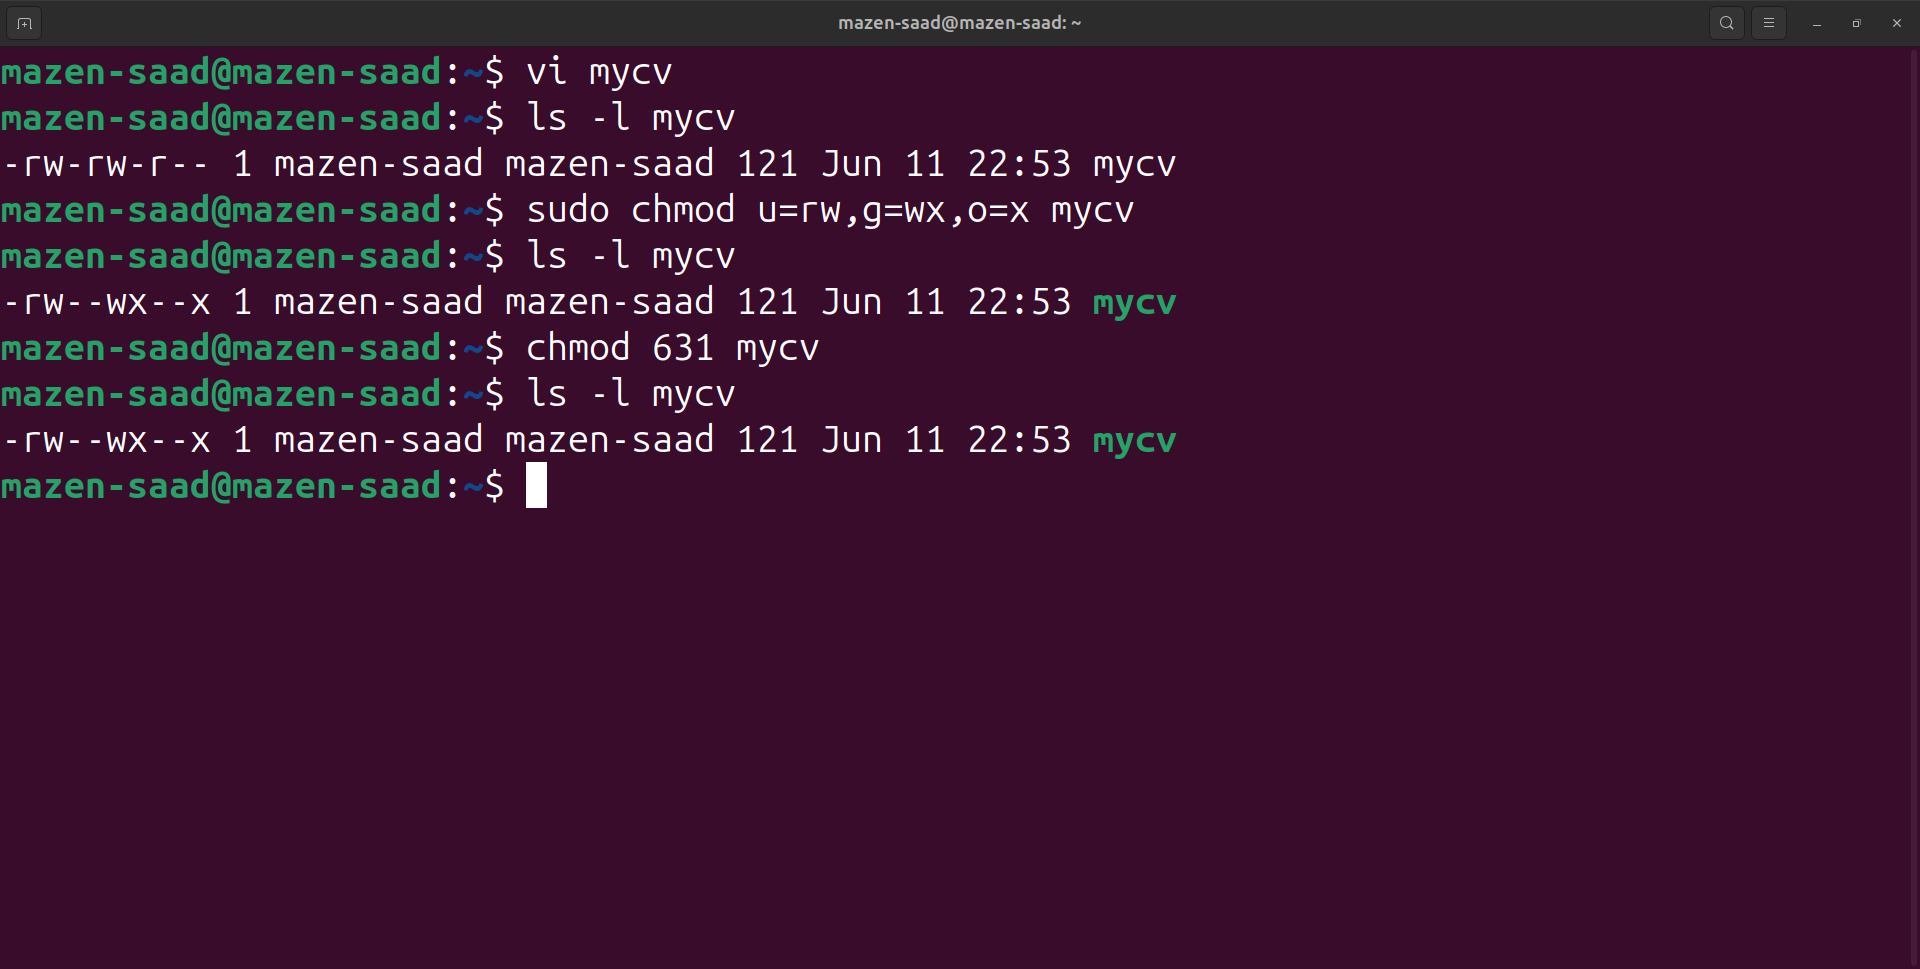 mazen-saad@mazen-saad: ~
mazen-saad@mazen-saad:~$ vi mycv
mazen-saad@mazen-saad:~$ ls -l mycv
-rw-rw-r-- 1 mazen-saad mazen-saad 121 Jun 11 22:53 mycv
mazen-saad@mazen-saad:~$ sudo chmod u=rw,g=wx,o=x mycv
mazen-saad@mazen-saad:~$ ls -l mycv
-rw--wx--x 1 mazen-saad mazen-saad 121 Jun 11 22:53 mycv
mazen-saad@mazen-saad:~$ chmod 631 mycv
mazen-saad@mazen-saad:~$ ls -l mycv
-rw--wx--x 1 mazen-saad mazen-saad 121 Jun 11 22:53 mycv
mazen-saad@mazen-saad:~$